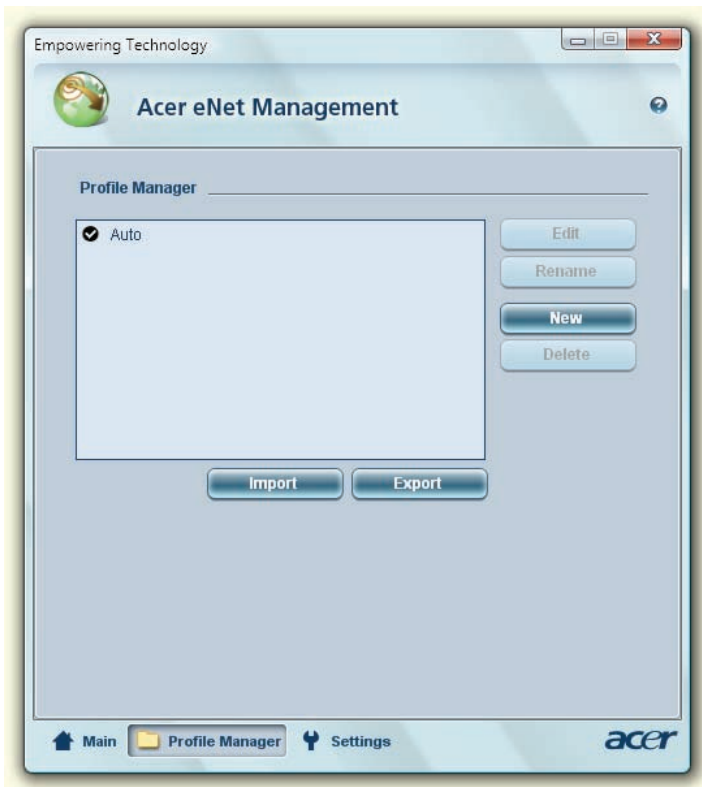 Empowering Technology
Acer eNet Management
Profile Manager
Auto
Edit
Rename
New
Delete
Import Export
Main Profile Manager Settings acer